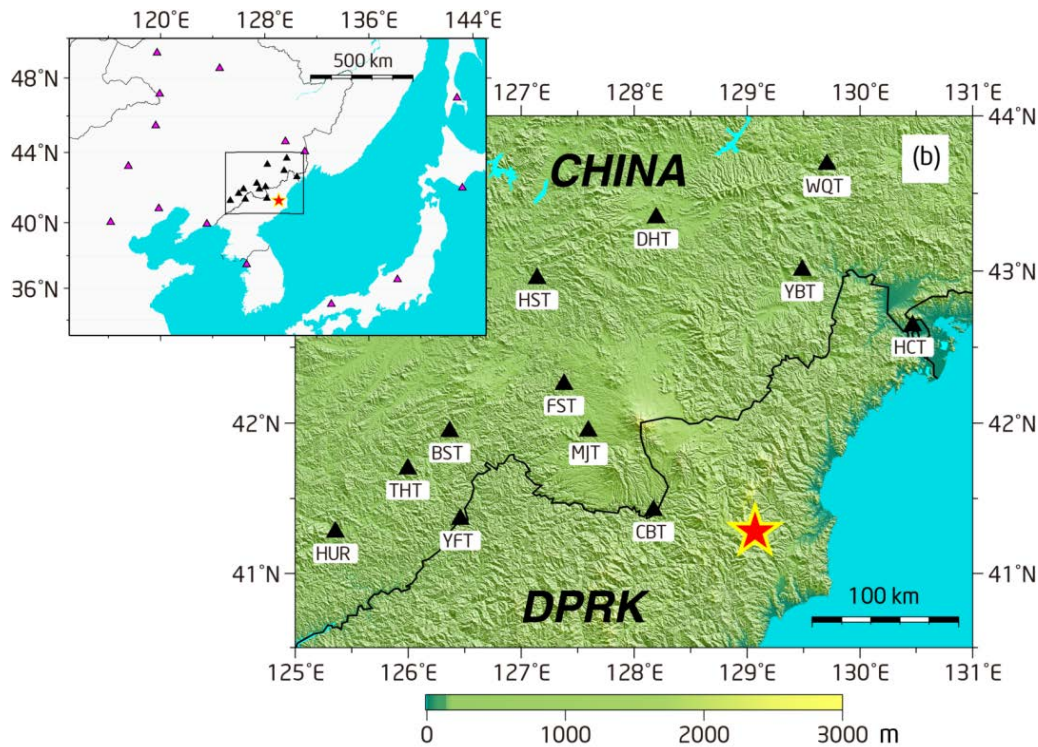 120˚E 128˚E 136˚E 144˚E
500 km
48˚N
44˚N
40˚N
36˚N
127˚E 128˚E 129˚E 130˚E 131˚E
44˚N
(b)
CHINA
WQT
DHT
43˚N
YBT
HST
HCT
FST
42˚N 42˚N
BST
MJT
THT
CBT
YFT
HUR
41˚N 41˚N
100 km
DPRK
125˚E 126˚E 127˚E 128˚E 129˚E 130˚E 131˚E
0 1000 2000 3000 m